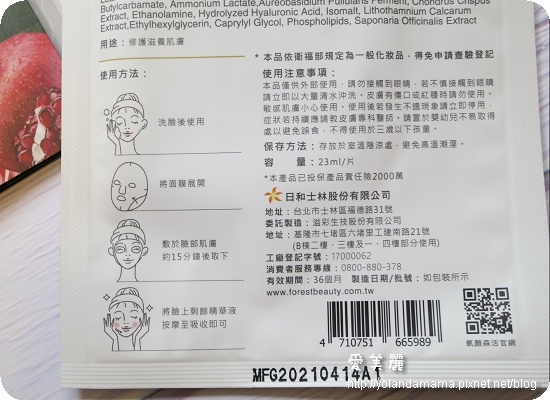 Butylcarbamate, Ammonium Lactate,Aureobasidium Pullulans Ferment, Chondrus Crispus
Extract, Ethanolamine, Hydrolyzed Hyaluronic Acid, Isomalt, Lithothamnium Calcarum
Extract,Ethylhexylglycerin, Caprylyl Glycol, Phospholipids, Saponaria Officinalis Extract
用途：修護滋養肌膚
使用方法：
洗臉後使用
將面膜展開
敷於臉部肌膚
約15分鐘後取下
將臉上剩餘精華液
按摩至吸收即可
*本品依衛福部規定為一般化妝品，得免申請查驗登記
使用注意事項：
本品僅供外部使用，請勿接觸到眼睛，若不慎接觸到眼睛
請立即以大量清水沖洗。皮膚有傷口或紅腫時請勿使用。
敏感肌膚小心使用。使用後若發生不適現象請立即停用，
症狀若持續應請教皮膚專科醫師。請置於嬰幼兒不易取得
處以避免誤食，不得使用於三歲以下孩童。
保存方法：存放於室溫陰涼處，避免高溫潮溼。
容　　量：23ml/片
*本產品已投保產品責任險2000萬
日和士林股份有限公司
地址：台北市士林區福德路31號
委託製造：溢彩生技股份有限公司
地址：基隆市七堵區六堵里工建南路21號
(B棟二樓、三樓及一、四樓部分使用)
工廠登記字號：17000062
消費者服務專線：0800-880-378
有效期間：36個月　製造日期/批號：如包裝所示
www.forestbeauty.com.tw
4 710751 665989
氧顏森活官網
愛美麗
MFG20210414A1
http://yolandamama.pixnet.net/blog